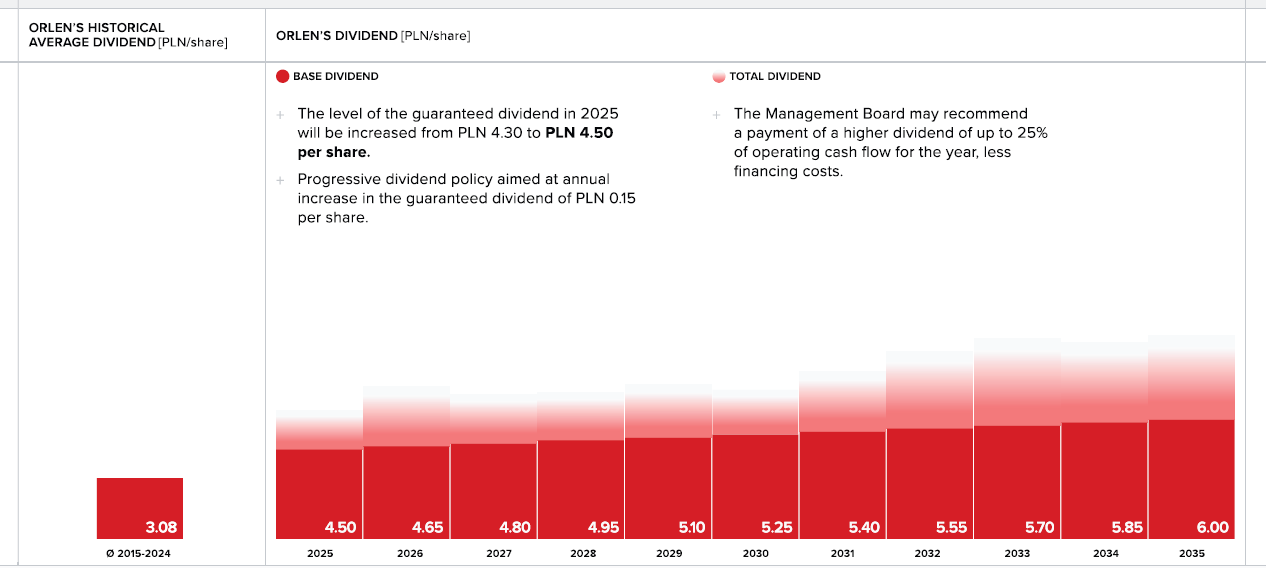 ORLEN'S HISTORICAL
AVERAGE DIVIDEND [PLN/share]
ORLEN'S DIVIDEND [PLN/share]
BASE DIVIDEND
+ The level of the guaranteed dividend in 2025
will be increased from PLN 4.30 to PLN 4.50
per share.
+ Progressive dividend policy aimed at annual
increase in the guaranteed dividend of PLN 0.15
per share.
TOTAL DIVIDEND
+ The Management Board may recommend
a payment of a higher dividend of up to 25%
of operating cash flow for the year, less
financing costs.
3.08
Ø 2015-2024
4.50 4.65 4.80 4.95 5.10 5.25 5.40 5.55 5.70 5.85 6.00
2025 2026 2027 2028 2029 2030 2031 2032 2033 2034 2035